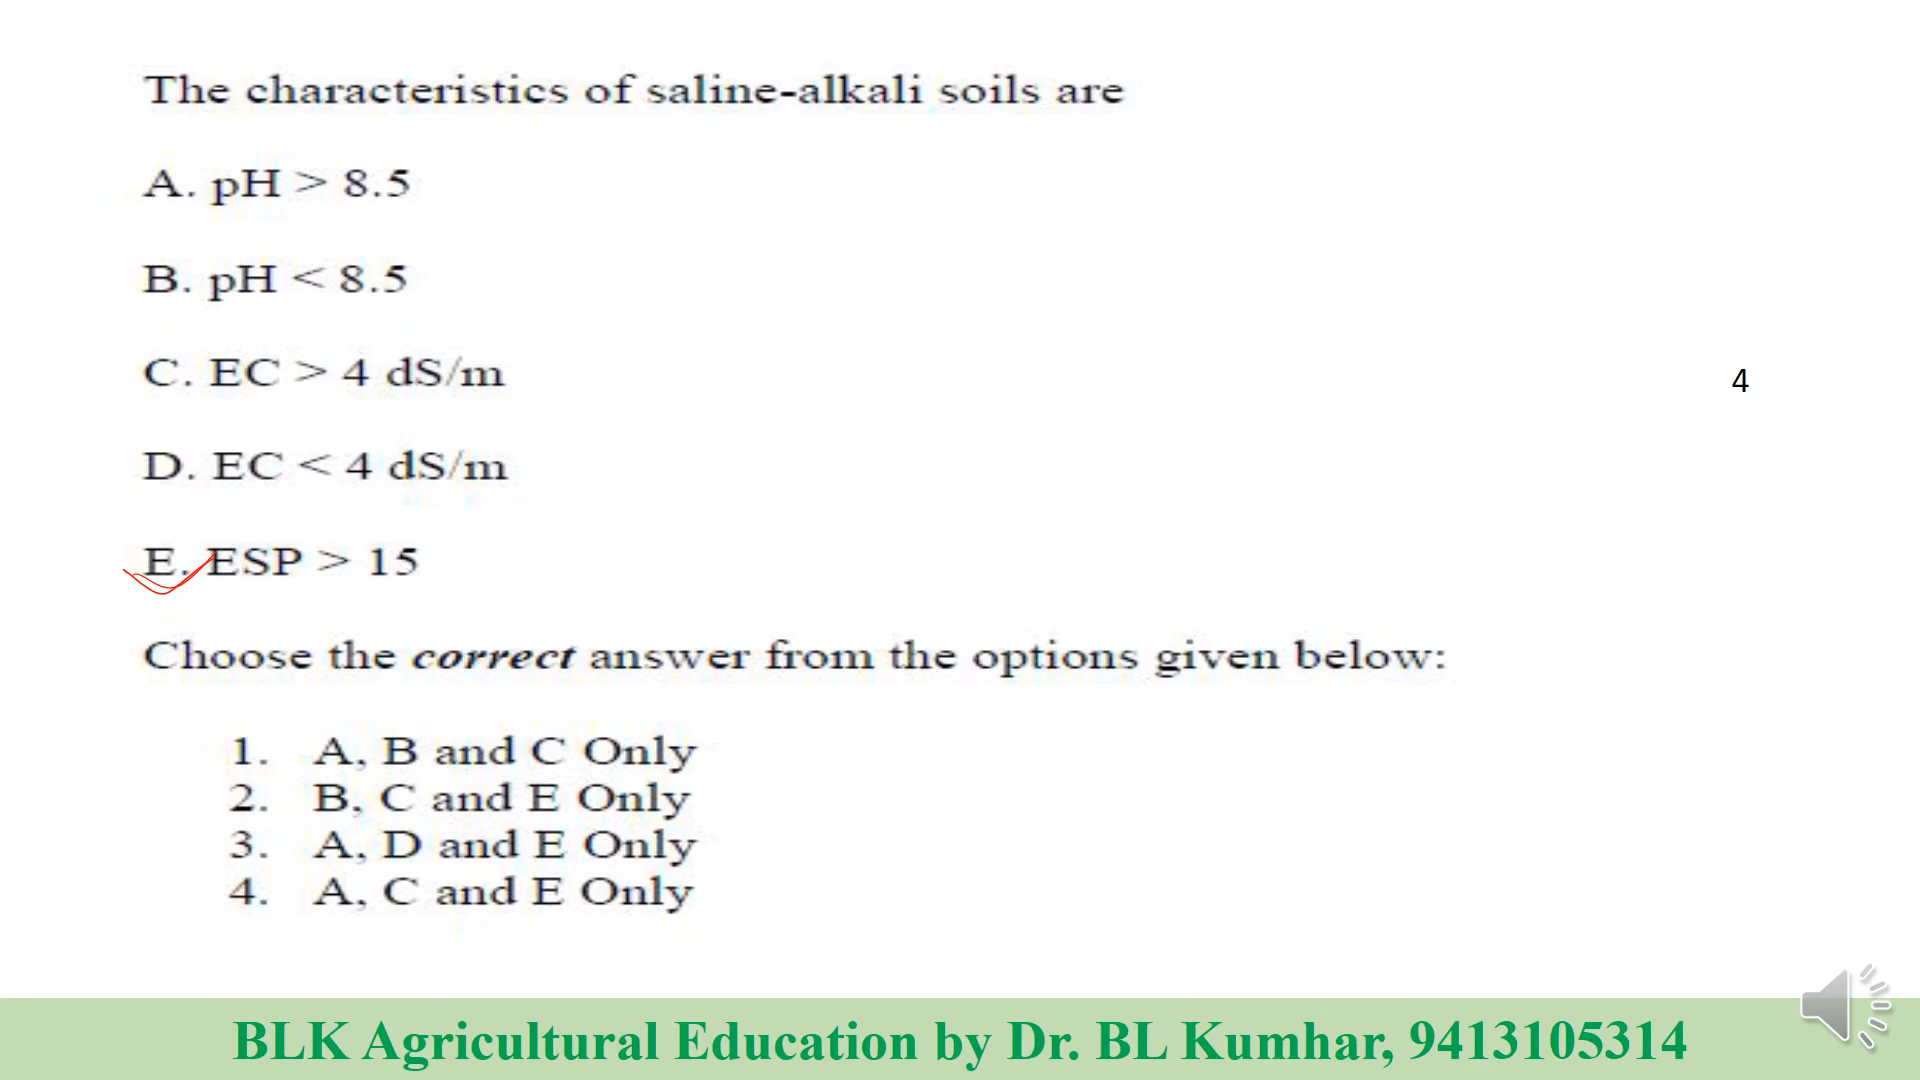 The characteristics of saline-alkali soils are
A. pH > 8.5
B. pH < 8.5
C. EC > 4 dS/m
4
D. EC < 4 dS/m
E. ESP > 15
Choose the correct answer from the options given below:
1. A, B and C Only
2. B, C and E Only
3. A, D and E Only
4. A, C and E Only
BLK Agricultural Education by Dr. BL Kumhar, 9413105314